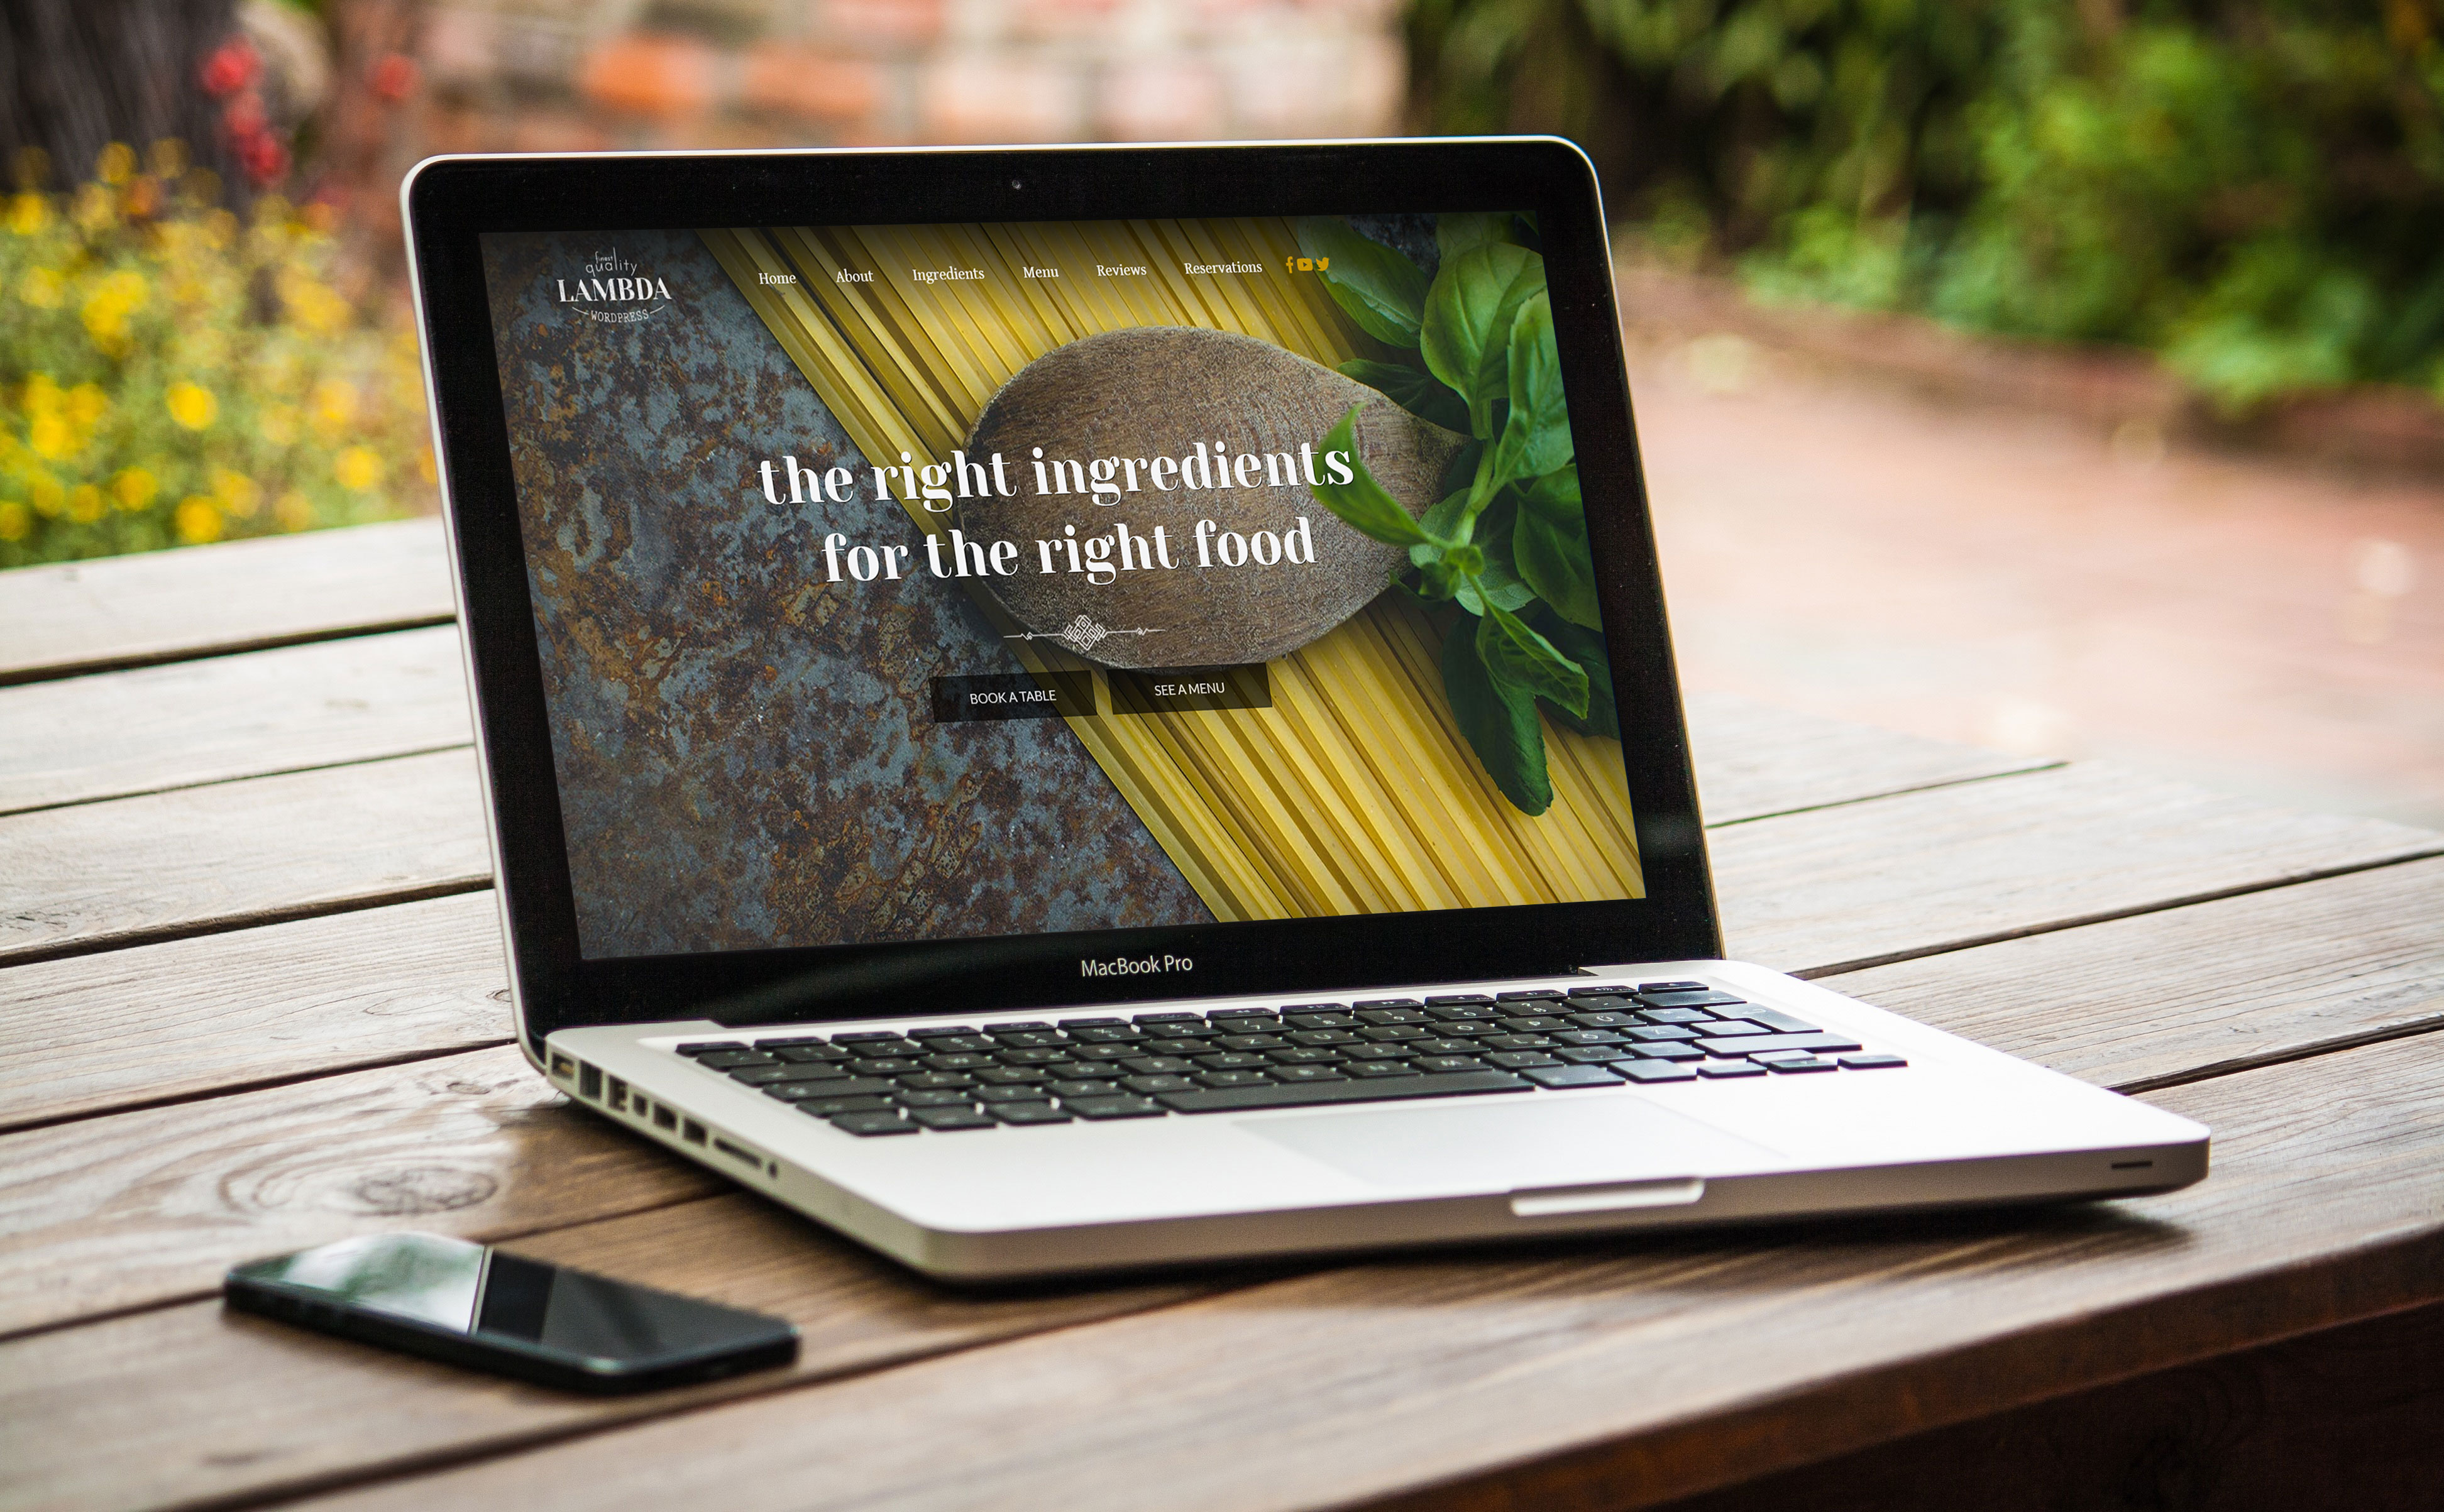 finest
quality
LAMBDA
WORDPRESS
Home About Ingredients Menu Reviews Reservations
the right ingredients
for the right food
BOOK A TABLE SEE A MENU
MacBook Pro